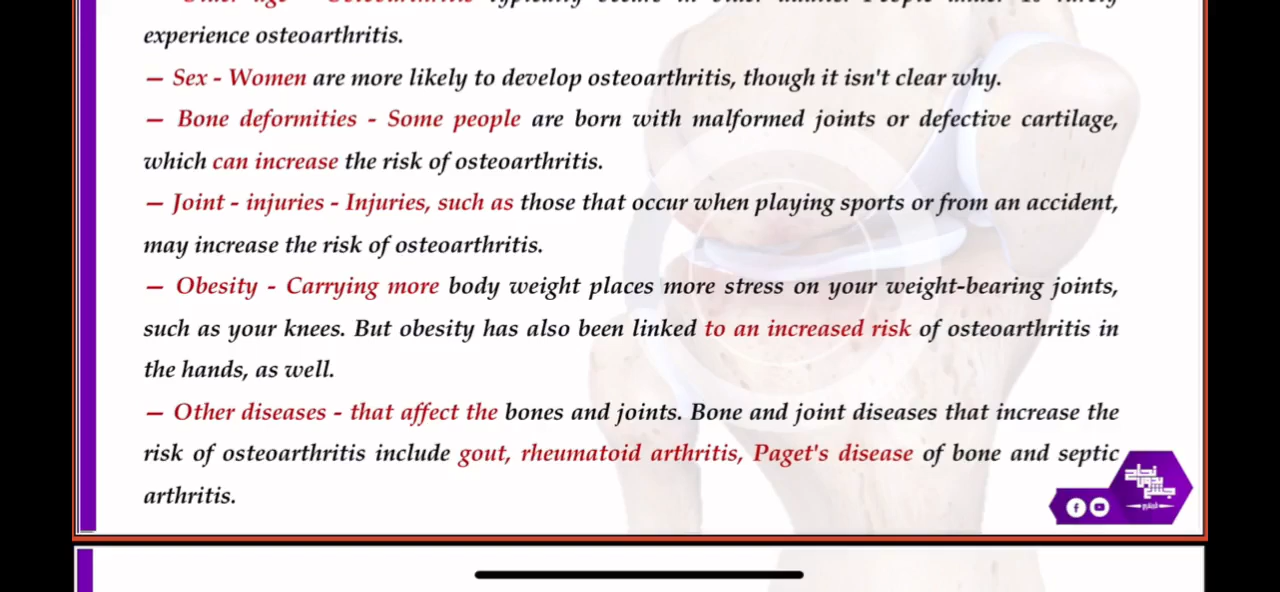 experience osteoarthritis.
— Sex - Women are more likely to develop osteoarthritis, though it isn't clear why.
— Bone deformities - Some people are born with malformed joints or defective cartilage,
which can increase the risk of osteoarthritis.
— Joint - injuries - Injuries, such as those that occur when playing sports or from an accident,
may increase the risk of osteoarthritis.
— Obesity - Carrying more body weight places more stress on your weight-bearing joints,
such as your knees. But obesity has also been linked to an increased risk of osteoarthritis in
the hands, as well.
— Other diseases - that affect the bones and joints. Bone and joint diseases that increase the
risk of osteoarthritis include gout, rheumatoid arthritis, Paget's disease of bone and septic
arthritis.
نجاح
بدون